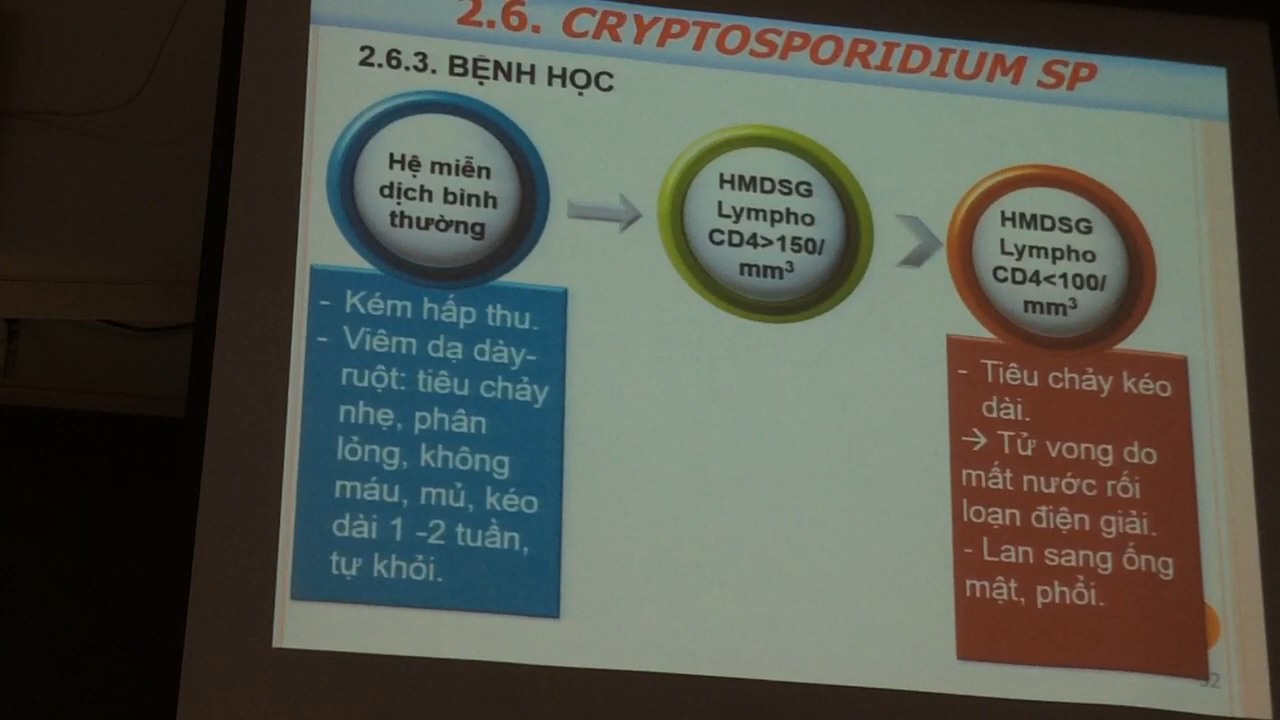 2.6. CRYPTOSPORIDIUM SP
2.6.3. BỆNH HỌC
Hệ miễn
dịch bình
thường
HMDSG
Lympho
CD4>150/
mm³
HMDSG
Lympho
CD4<100/
mm³
- Kém hấp thu.
- Viêm dạ dày-
ruột: tiêu chảy
nhẹ, phân
lỏng, không
máu, mủ, kéo
dài 1 -2 tuần,
tự khỏi.
- Tiêu chảy kéo
dài.
→ Tử vong do
mất nước rối
loạn điện giải.
- Lan sang ống
mật, phổi.